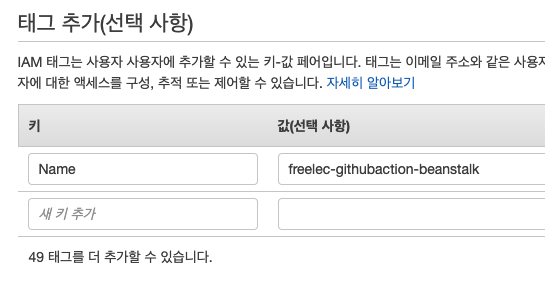 태그 추가(선택 사항)
IAM 태그는 사용자 사용자에 추가할 수 있는 키-값 페어입니다. 태그는 이메일 주소와 같은 사용자
자에 대한 액세스를 구성, 추적 또는 제어할 수 있습니다. 자세히 알아보기
키 값(선택 사항)
Name freelec-githubaction-beanstalk
새 키 추가
49 태그를 더 추가할 수 있습니다.